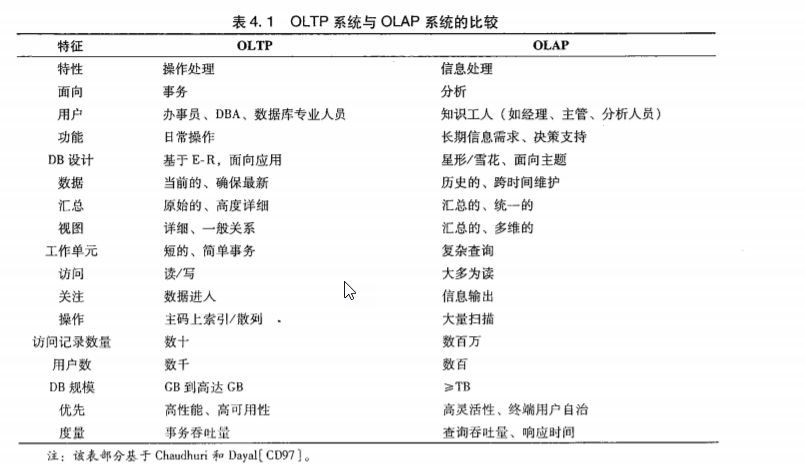 表 4.1 OLTP 系统与 OLAP 系统的比较
特征 OLTP OLAP
特性 操作处理 信息处理
面向 事务 分析
用户 办事员、DBA、数据库专业人员 知识工人（如经理、主管、分析人员）
功能 日常操作 长期信息需求、决策支持
DB 设计 基于 E-R，面向应用 星形/雪花、面向主题
数据 当前的、确保最新 历史的、跨时间维护
汇总 原始的、高度详细 汇总的、统一的
视图 详细、一般关系 汇总的、多维的
工作单元 短的、简单事务 复杂查询
访问 读/写 大多为读
关注 数据进入 信息输出
操作 主码上索引/散列 大量扫描
访问记录数量 数十 数百万
用户数 数千 数百
DB 规模 GB 到高达 GB ≥TB
优先 高性能、高可用性 高灵活性、终端用户自治
度量 事务吞吐量 查询吞吐量、响应时间
注：该表部分基于 Chaudhuri 和 Dayal[CD97]。